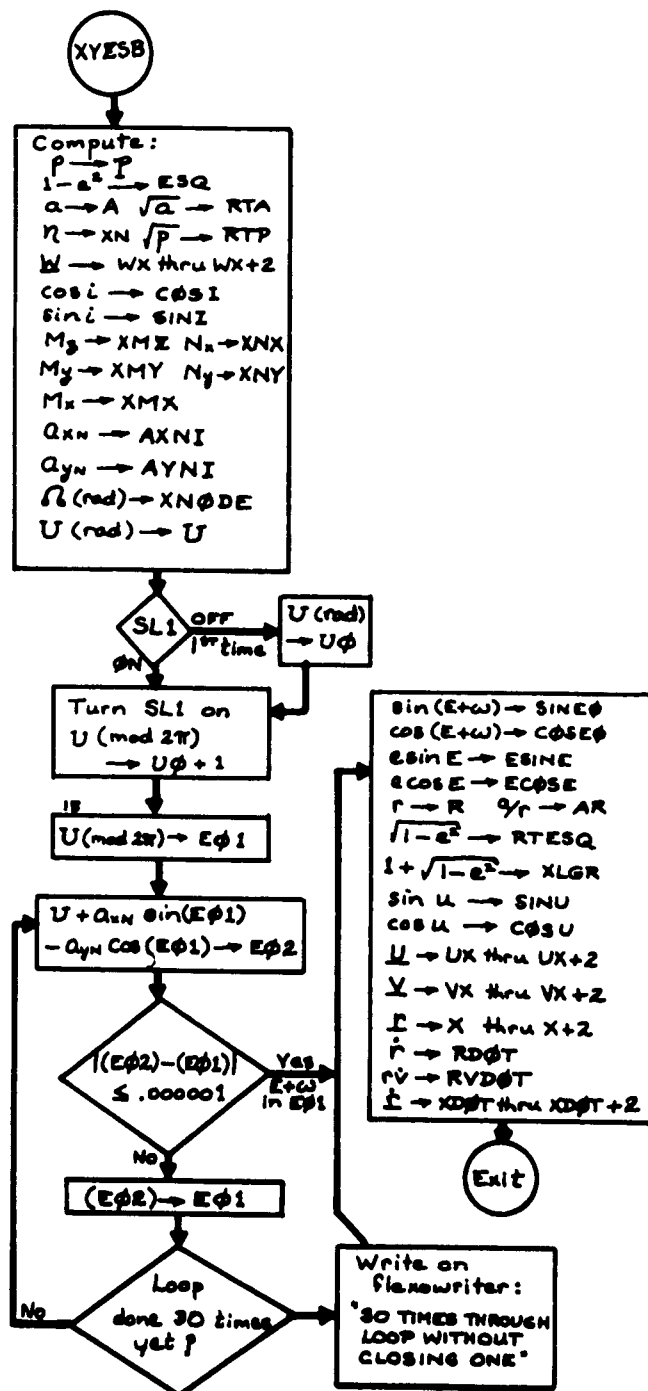 XYESB
Compute:
p → p
1-e² → ESQ
a → A √a → RTA
n → XN √p → RTP
W → WX thru WX+2
cos i → CØSI
sin i → SINI
Mz → XMZ Nx → XNX
My → XMY Ny → XNY
Mx → XMX
axN → AXNI
ayN → AYNI
Ω (rad) → XNØDE
U (rad) → U
SL1
OFF
1ST time
ØN
U (rad)
→ UØ
Turn SL1 on
U (mod 2π)
→ UØ + 1
IF
U (mod 2π) → EØ1
U + axN sin(EØ1)
- ayN Cos(EØ1) → EØ2
|(EØ2)-(EØ1)|
≤ .000001
Yes
E+ω
in EØ1
No
(EØ2) → EØ1
Loop
done 30 times
yet ?
No
Write on
flexowriter:
"30 TIMES THROUGH
LOOP WITHOUT
CLOSING ONE"
sin (E+ω) → SINEØ
cos (E+ω) → CØSEØ
e sin E → ESINE
e cos E → ECØSE
r → R a/r → AR
√1-e² → RTESQ
1+√1-e² → XLGR
sin u → SINU
cos u → CØSU
U → UX thru UX+2
V → VX thru VX+2
r → X thru X+2
ṙ → RDØT
rv̇ → RVDØT
ṙ → XDØT thru XDØT+2
Exit